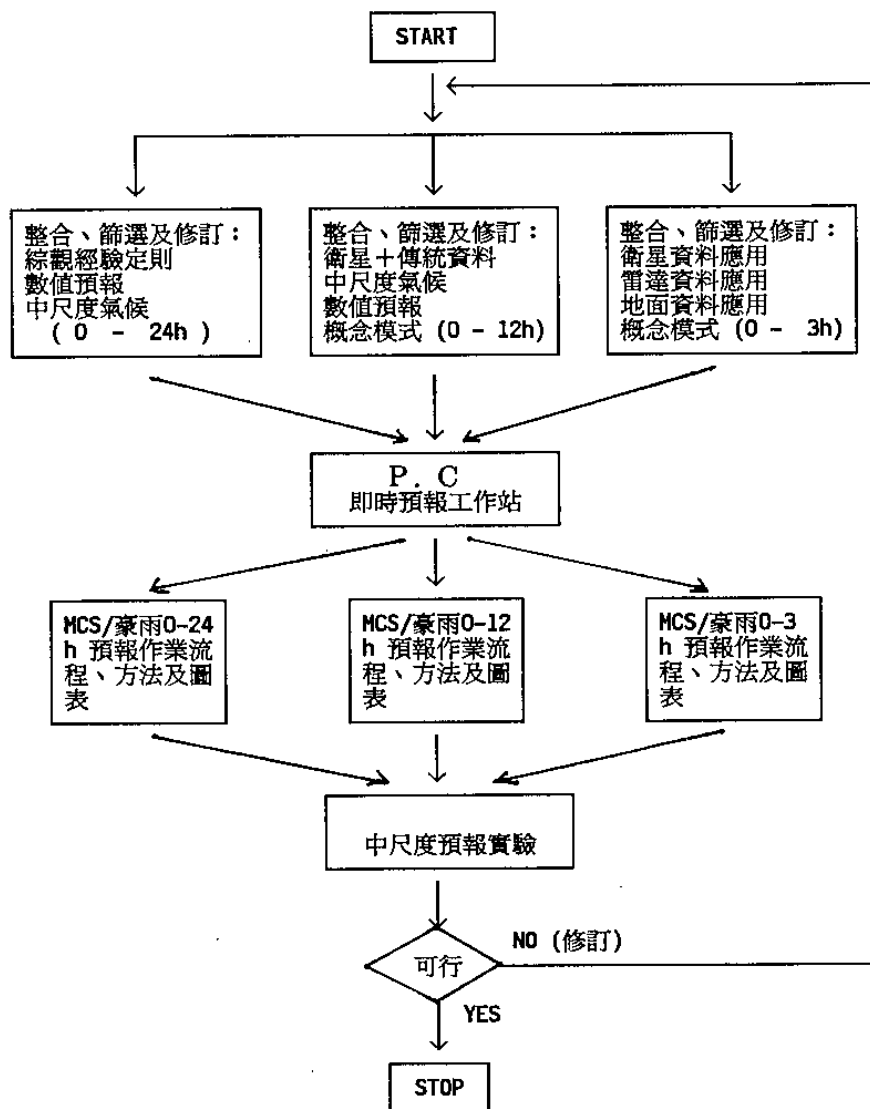 START
整合、篩選及修訂：
綜觀經驗定則
數值預報
中尺度氣候
( 0 - 24h )
整合、篩選及修訂：
衛星＋傳統資料
中尺度氣候
數值預報
概念模式 (0 - 12h)
整合、篩選及修訂：
衛星資料應用
雷達資料應用
地面資料應用
概念模式 (0 - 3h)
P. C
即時預報工作站
MCS/豪雨0-24
h 預報作業流
程、方法及圖
表
MCS/豪雨0-12
h 預報作業流
程、方法及圖
表
MCS/豪雨0-3
h 預報作業流
程、方法及圖
表
中尺度預報實驗
可行
NO (修訂)
YES
STOP